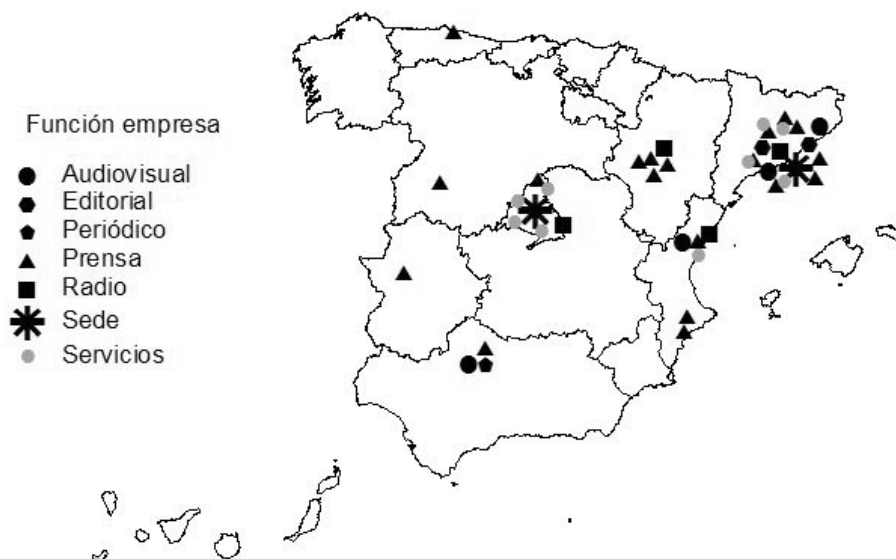 Función empresa
Audiovisual
Editorial
Periódico
Prensa
Radio
Sede
Servicios